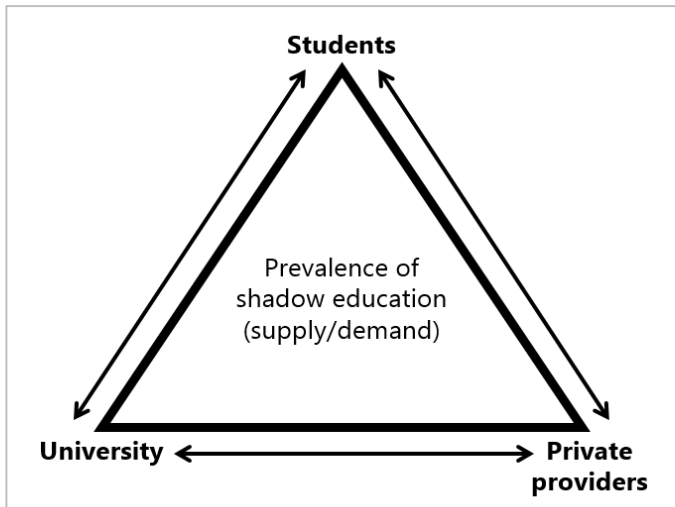 Students
Prevalence of
shadow education
(supply/demand)
University
Private
providers